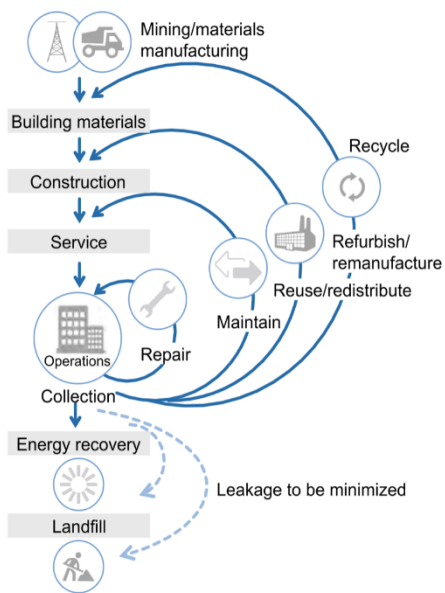 Mining/materials
manufacturing
Building materials
Recycle
Construction
Service
Refurbish/
remanufacture
Reuse/redistribute
Maintain
Repair
Operations
Collection
Energy recovery
Leakage to be minimized
Landfill